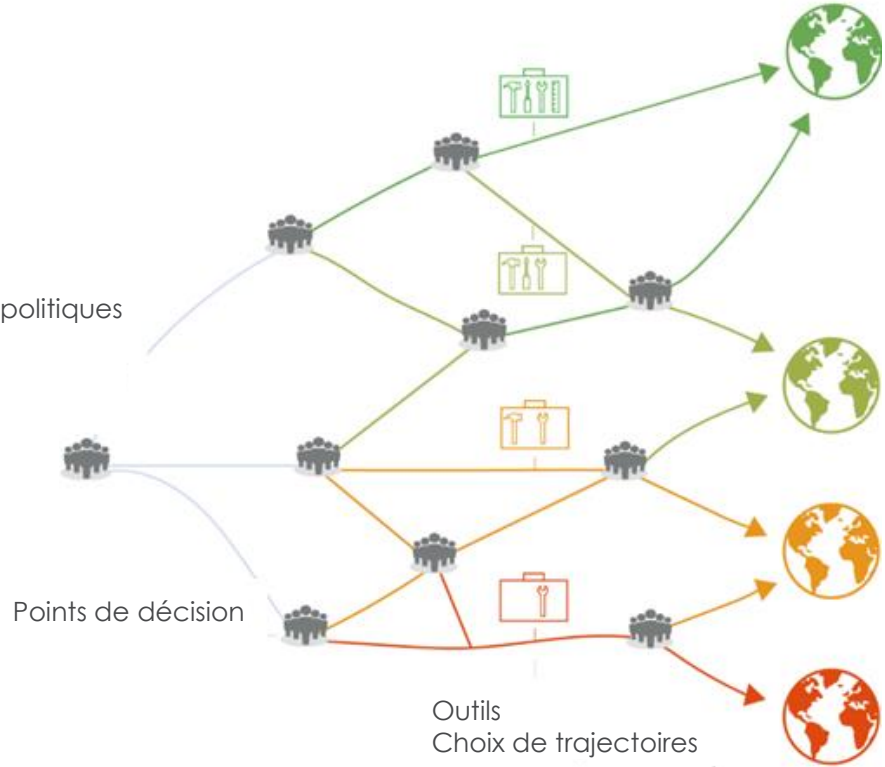 politiques
Points de décision
Outils
Choix de trajectoires